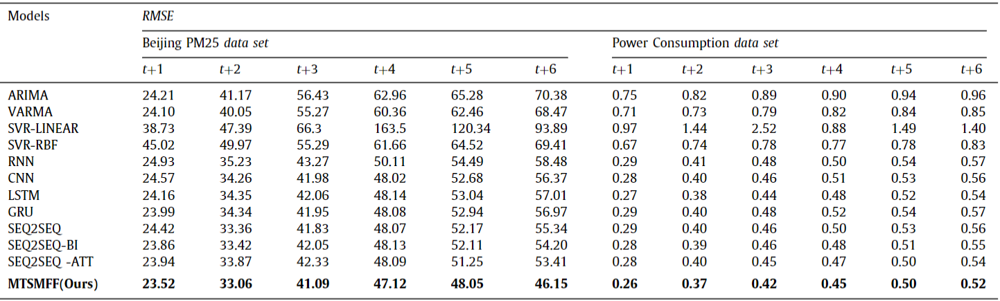 Models RMSE
Beijing PM25 data set Power Consumption data set
t+1 t+2 t+3 t+4 t+5 t+6 t+1 t+2 t+3 t+4 t+5 t+6
ARIMA 24.21 41.17 56.43 62.96 65.28 70.38 0.75 0.82 0.89 0.90 0.94 0.96
VARMA 24.10 40.05 55.27 60.36 62.46 68.47 0.71 0.73 0.79 0.82 0.84 0.85
SVR-LINEAR 38.73 47.39 66.3 163.5 120.34 93.89 0.97 1.44 2.52 0.88 1.49 1.40
SVR-RBF 45.02 49.97 55.29 61.66 64.52 69.41 0.67 0.74 0.78 0.77 0.78 0.83
RNN 24.93 35.23 43.27 50.11 54.49 58.48 0.29 0.41 0.48 0.50 0.54 0.57
CNN 24.57 34.26 41.98 48.02 52.68 56.37 0.28 0.40 0.46 0.51 0.53 0.56
LSTM 24.16 34.35 42.06 48.14 53.04 57.01 0.27 0.38 0.44 0.48 0.52 0.54
GRU 23.99 34.34 41.95 48.08 52.94 56.97 0.29 0.40 0.48 0.52 0.54 0.57
SEQ2SEQ 24.42 33.36 41.83 48.07 52.17 55.34 0.29 0.40 0.46 0.50 0.53 0.56
SEQ2SEQ-BI 23.86 33.42 42.05 48.13 52.11 54.20 0.28 0.39 0.46 0.48 0.51 0.55
SEQ2SEQ -ATT 23.94 33.87 42.33 48.09 51.25 53.41 0.28 0.40 0.45 0.47 0.50 0.54
MTSMFF(Ours) 23.52 33.06 41.09 47.12 48.05 46.15 0.26 0.37 0.42 0.45 0.50 0.52